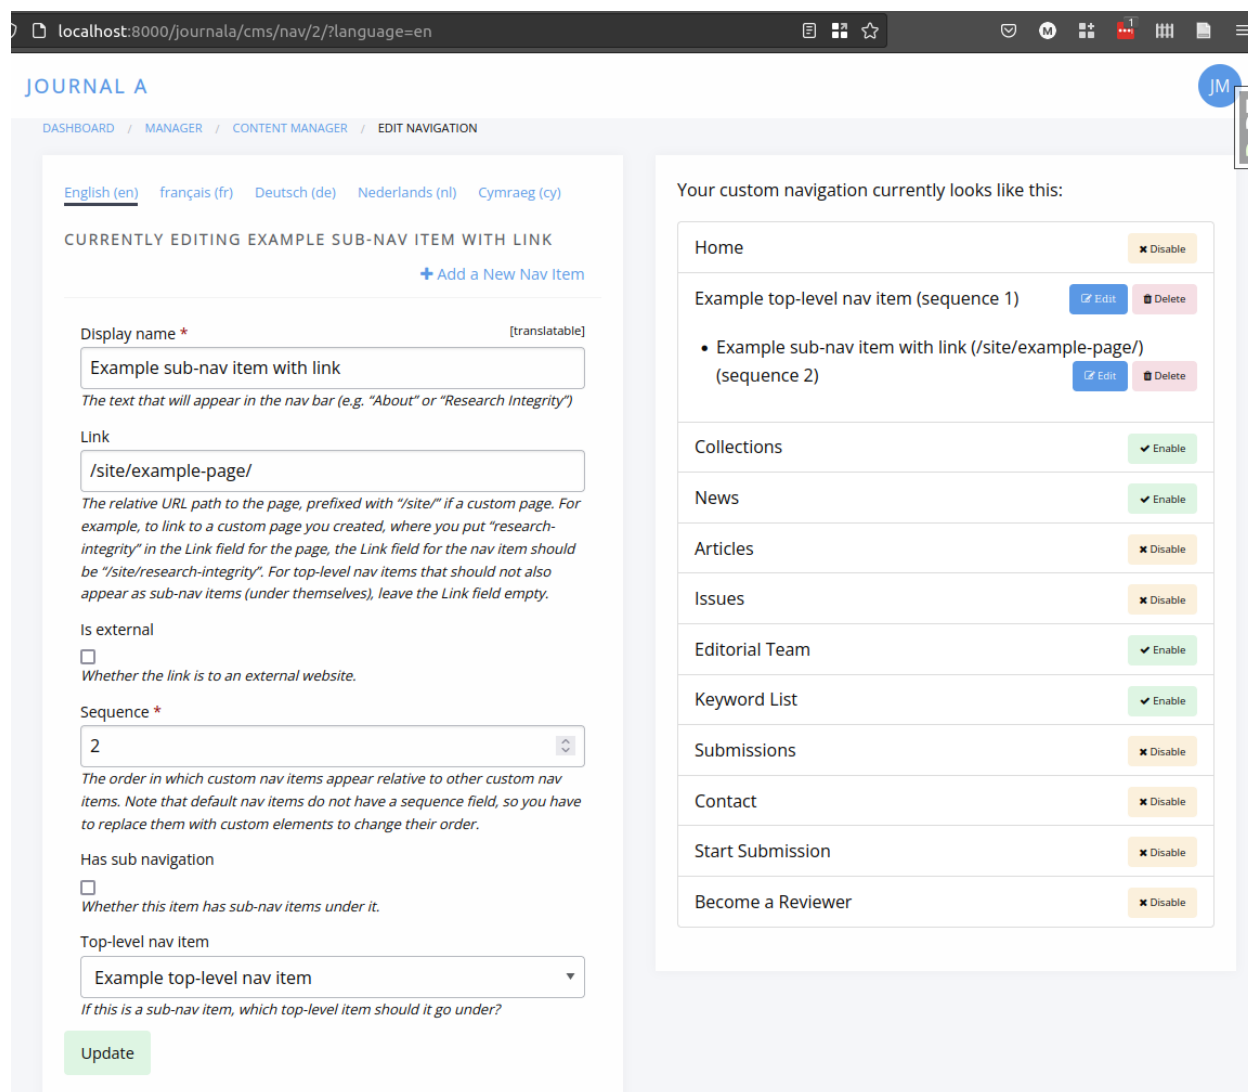 localhost:8000/journala/cms/nav/2/?language=en
M
1
JOURNAL A
JM
DASHBOARD / MANAGER / CONTENT MANAGER / EDIT NAVIGATION
English (en) français (fr) Deutsch (de) Nederlands (nl) Cymraeg (cy)
CURRENTLY EDITING EXAMPLE SUB-NAV ITEM WITH LINK
Add a New Nav Item
Display name * [translatable]
Example sub-nav item with link
The text that will appear in the nav bar (e.g. “About” or “Research Integrity”)
Link
/site/example-page/
The relative URL path to the page, prefixed with “/site/” if a custom page. For
example, to link to a custom page you created, where you put “research-
integrity” in the Link field for the page, the Link field for the nav item should
be “/site/research-integrity”. For top-level nav items that should not also
appear as sub-nav items (under themselves), leave the Link field empty.
Is external
Whether the link is to an external website.
Sequence *
2
The order in which custom nav items appear relative to other custom nav
items. Note that default nav items do not have a sequence field, so you have
to replace them with custom elements to change their order.
Has sub navigation
Whether this item has sub-nav items under it.
Top-level nav item
Example top-level nav item
If this is a sub-nav item, which top-level item should it go under?
Update
Your custom navigation currently looks like this:
Home Disable
Example top-level nav item (sequence 1) Edit Delete
• Example sub-nav item with link (/site/example-page/)
(sequence 2) Edit Delete
Collections Enable
News Enable
Articles Disable
Issues Disable
Editorial Team Enable
Keyword List Enable
Submissions Disable
Contact Disable
Start Submission Disable
Become a Reviewer Disable